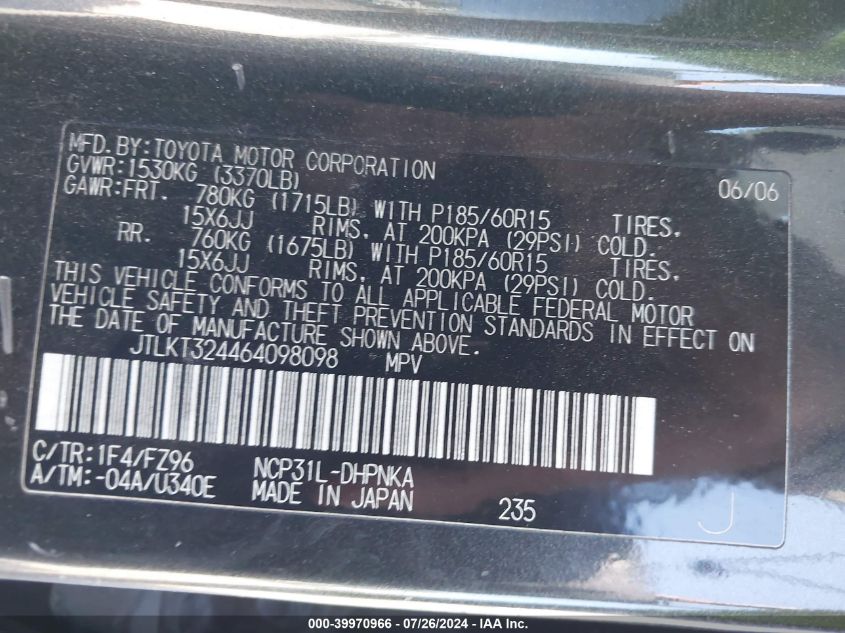 MFD. BY: TOYOTA MOTOR CORPORATION 06/06
GVWR: 1530KG (3370LB)
GAWR: FRT. 780KG (1715LB) WITH P185/60R15 TIRES,
15X6JJ RIMS, AT 200KPA (29PSI) COLD.
RR. 760KG (1675LB) WITH P185/60R15 TIRES,
15X6JJ RIMS, AT 200KPA (29PSI) COLD.
THIS VEHICLE CONFORMS TO ALL APPLICABLE FEDERAL MOTOR
VEHICLE SAFETY AND THEFT PREVENTION STANDARDS IN EFFECT ON
THE DATE OF MANUFACTURE SHOWN ABOVE.
JTLKT324464098098 MPV
C/TR: 1F4/FZ96 NCP31L-DHPNKA
A/TM: -04A/U340E MADE IN JAPAN 235 J
000-39970966 - 07/26/2024 - IAAI.COM